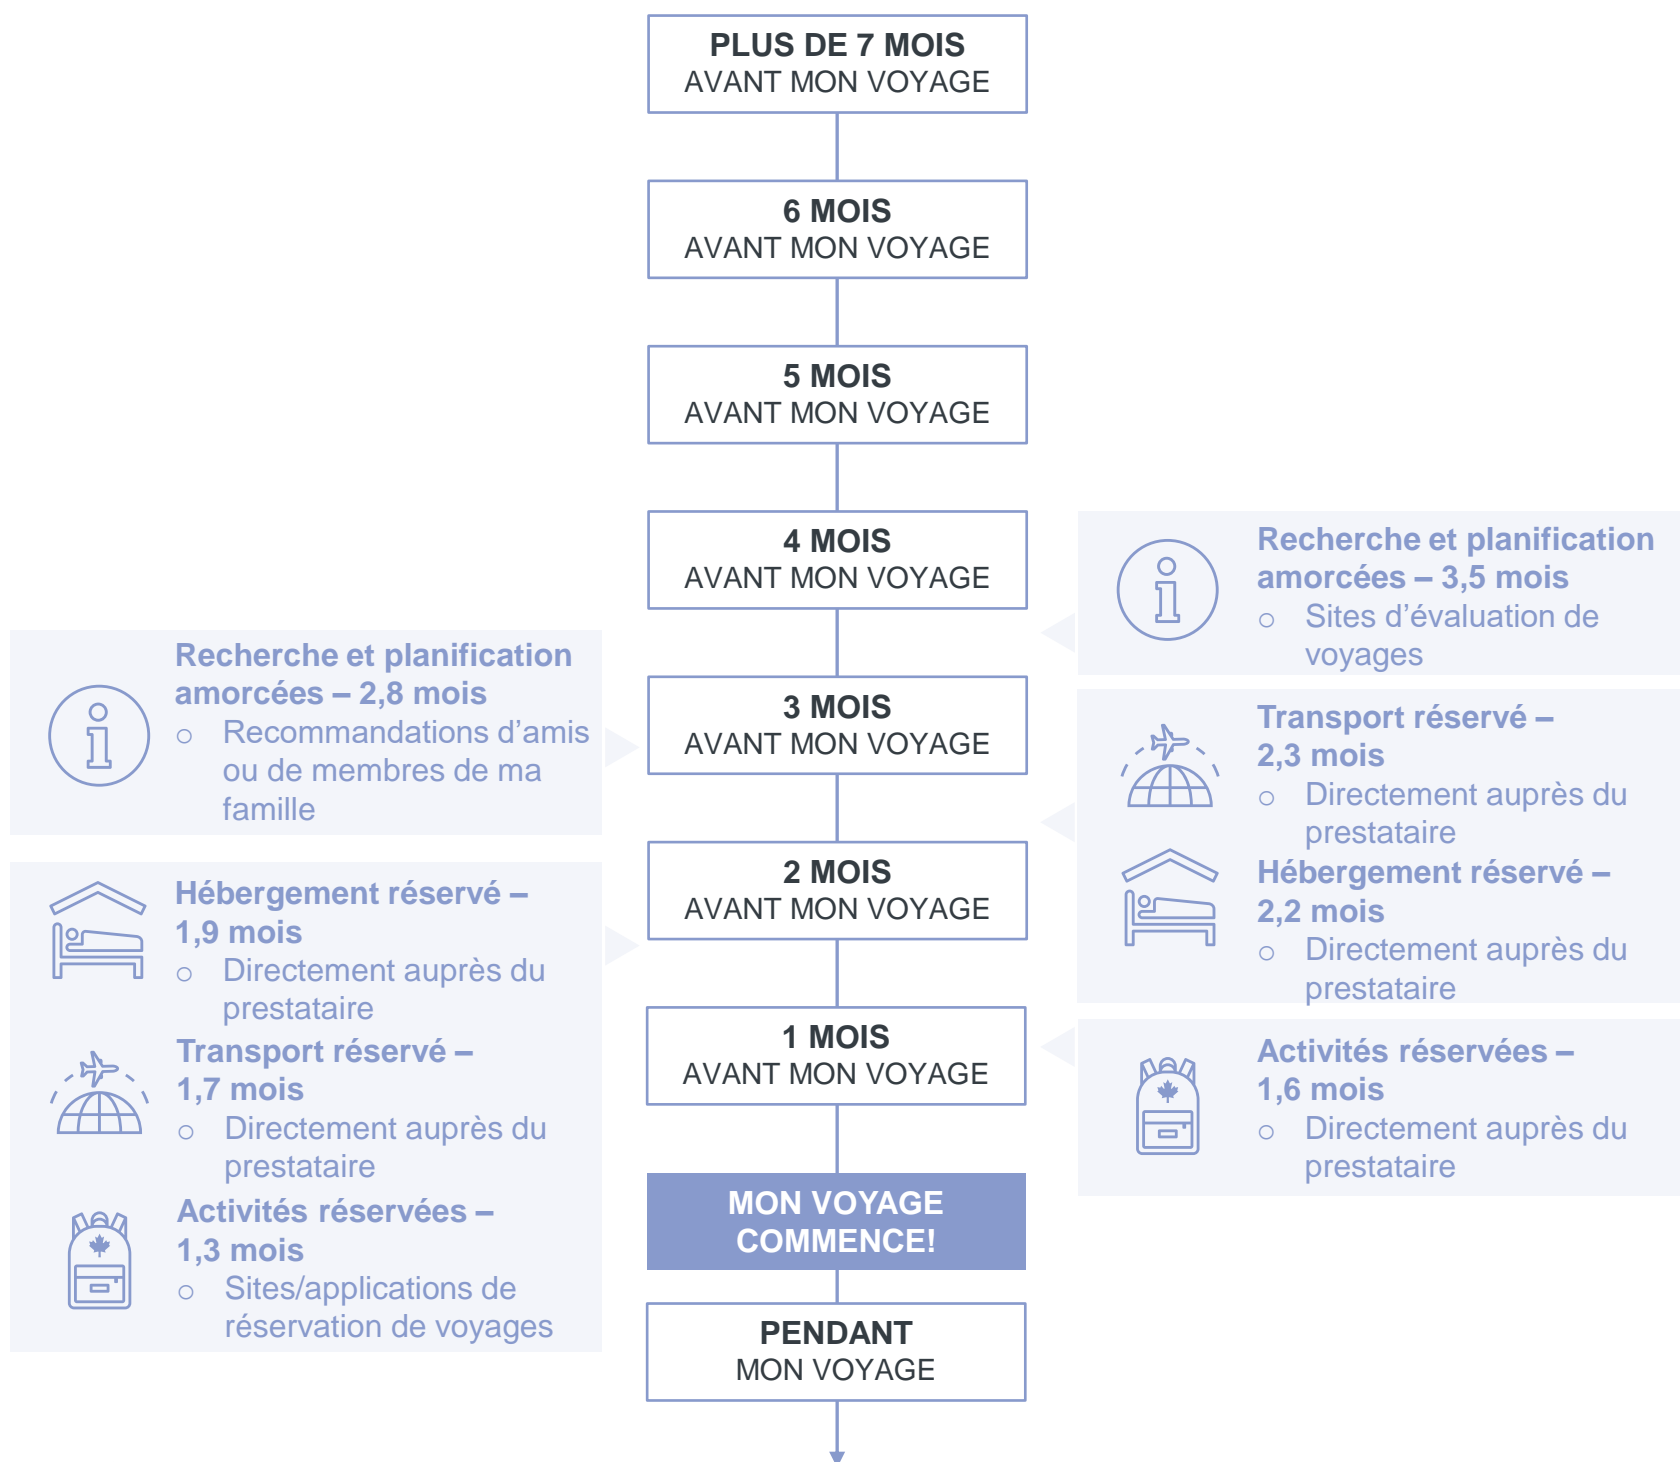 PLUS DE 7 MOIS
AVANT MON VOYAGE
6 MOIS
AVANT MON VOYAGE
5 MOIS
AVANT MON VOYAGE
4 MOIS
AVANT MON VOYAGE
3 MOIS
AVANT MON VOYAGE
2 MOIS
AVANT MON VOYAGE
1 MOIS
AVANT MON VOYAGE
MON VOYAGE
COMMENCE!
PENDANT
MON VOYAGE
Recherche et planification
amorcées – 2,8 mois
o Recommandations d’amis
ou de membres de ma
famille
Hébergement réservé –
1,9 mois
o Directement auprès du
prestataire
Transport réservé –
1,7 mois
o Directement auprès du
prestataire
Activités réservées –
1,3 mois
o Sites/applications de
réservation de voyages
Recherche et planification
amorcées – 3,5 mois
o Sites d’évaluation de
voyages
Transport réservé –
2,3 mois
o Directement auprès du
prestataire
Hébergement réservé –
2,2 mois
o Directement auprès du
prestataire
Activités réservées –
1,6 mois
o Directement auprès du
prestataire